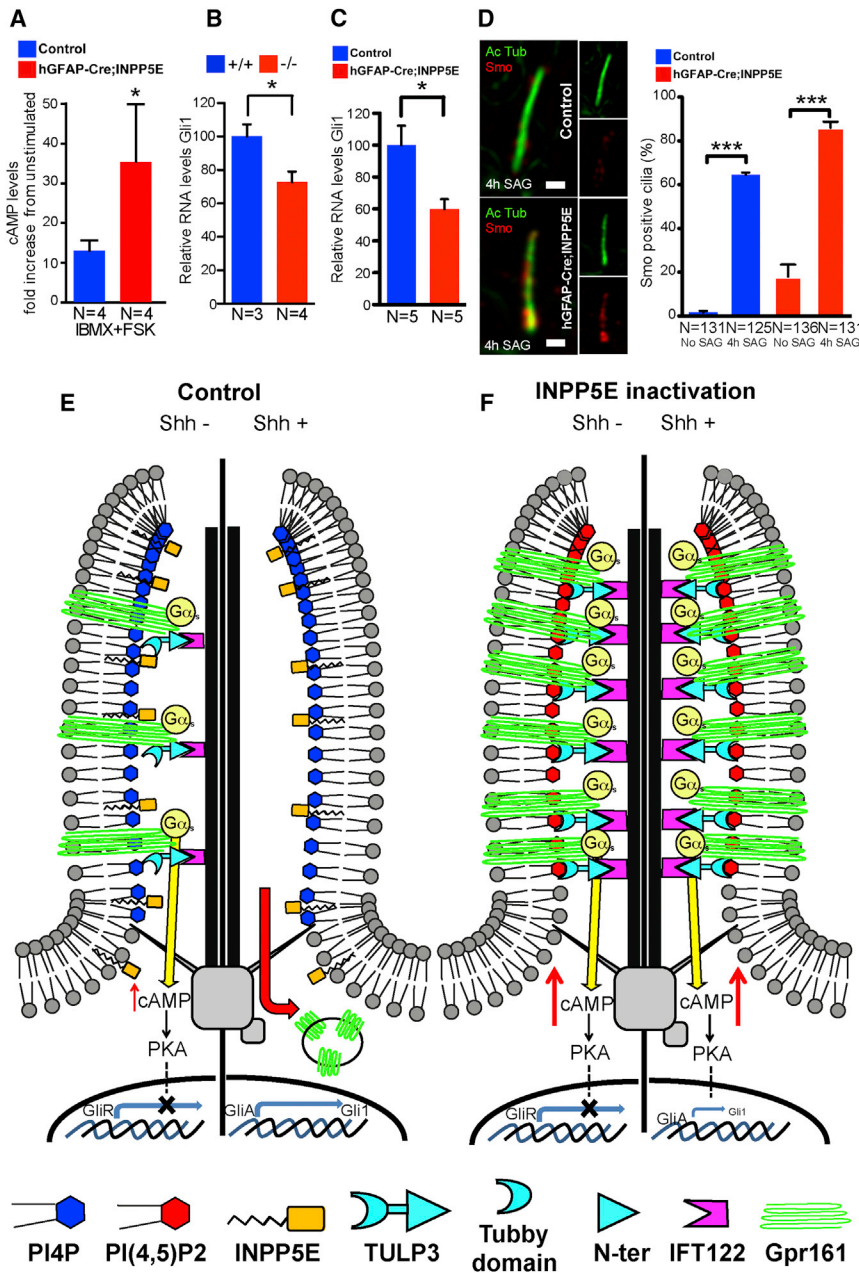 A
Control
hGFAP-Cre;INPP5E
cAMP levels
fold increase from unstimulated
50
40
30
20
10
0
*
N=4 N=4
IBMX+FSK
B
+/+ -/-
Relative RNA levels Gli1
120
100
80
60
40
20
0
*
N=3 N=4
C
Control
hGFAP-Cre;INPP5E
Relative RNA levels Gli1
120
100
80
60
40
20
0
*
N=5 N=5
D
Ac Tub
Smo
4h SAG
Control
Ac Tub
Smo
4h SAG
hGFAP-Cre;INPP5E
Control
hGFAP-Cre;INPP5E
Smo positive cilia (%)
100
80
60
40
20
0
***
***
N=131 N=125 N=136 N=131
No SAG 4h SAG No SAG 4h SAG
E
Control
Shh - Shh +
Gαs
Gαs
Gαs
cAMP
PKA
GliR
GliA Gli1
F
INPP5E inactivation
Shh - Shh +
Gαs Gαs
Gαs Gαs
Gαs Gαs
Gαs Gαs
Gαs Gαs
Gαs Gαs
cAMP cAMP
PKA PKA
GliR
GliA Gli1
PI4P
PI(4,5)P2
INPP5E
TULP3
Tubby
domain
N-ter
IFT122
Gpr161